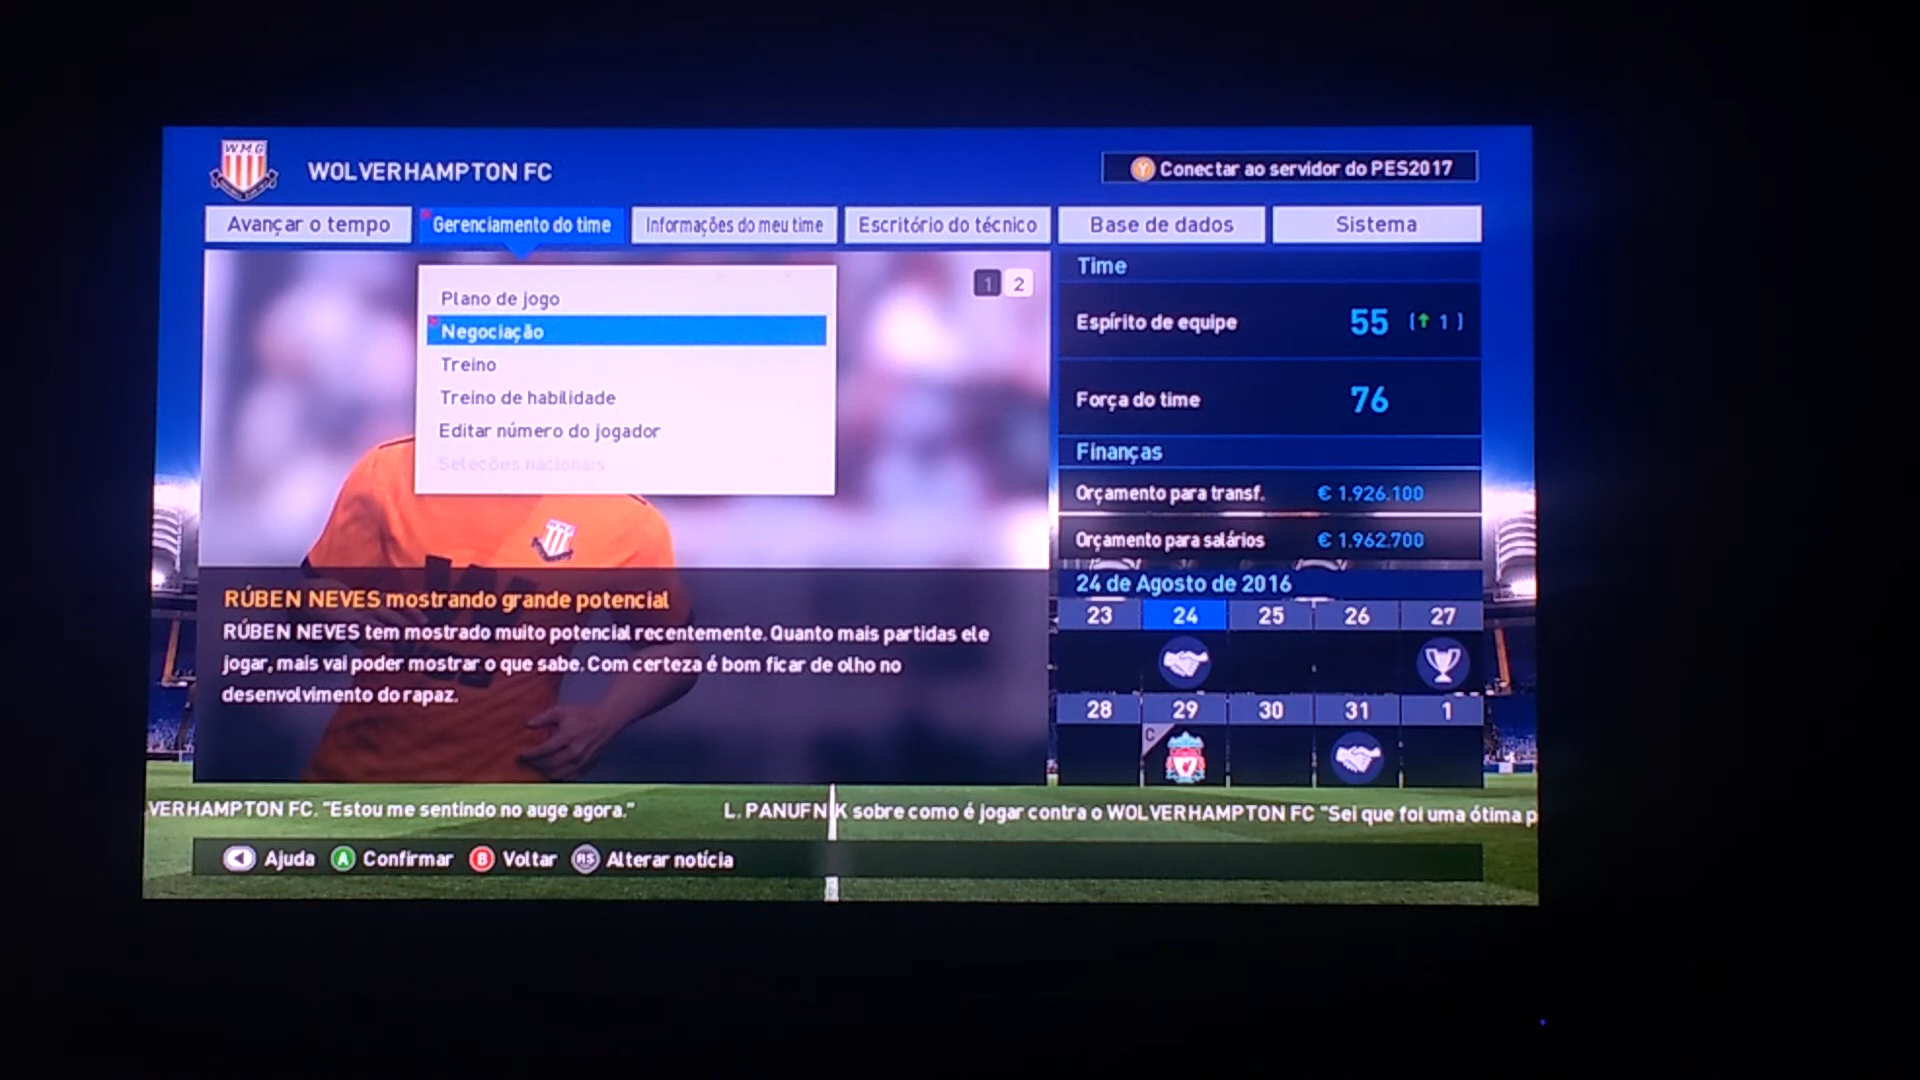 W.M.G
WOLVERHAMPTON FC
Y Conectar ao servidor do PES2017
Avançar o tempo
Gerenciamento do time
Informações do meu time
Escritório do técnico
Base de dados
Sistema
Plano de jogo
Negociação
Treino
Treino de habilidade
Editar número do jogador
Seleções nacionais
1 2
RÚBEN NEVES mostrando grande potencial
RÚBEN NEVES tem mostrado muito potencial recentemente. Quanto mais partidas ele
jogar, mais vai poder mostrar o que sabe. Com certeza é bom ficar de olho no
desenvolvimento do rapaz.
Time
Espírito de equipe 55 (↑ 1)
Força do time 76
Finanças
Orçamento para transf. € 1.926.100
Orçamento para salários € 1.962.700
24 de Agosto de 2016
23 24 25 26 27
28 29 30 31 1
C
VERHAMPTON FC. "Estou me sentindo no auge agora."
L. PANUFNIK sobre como é jogar contra o WOLVERHAMPTON FC "Sei que foi uma ótima p
Ajuda A Confirmar B Voltar RS Alterar notícia